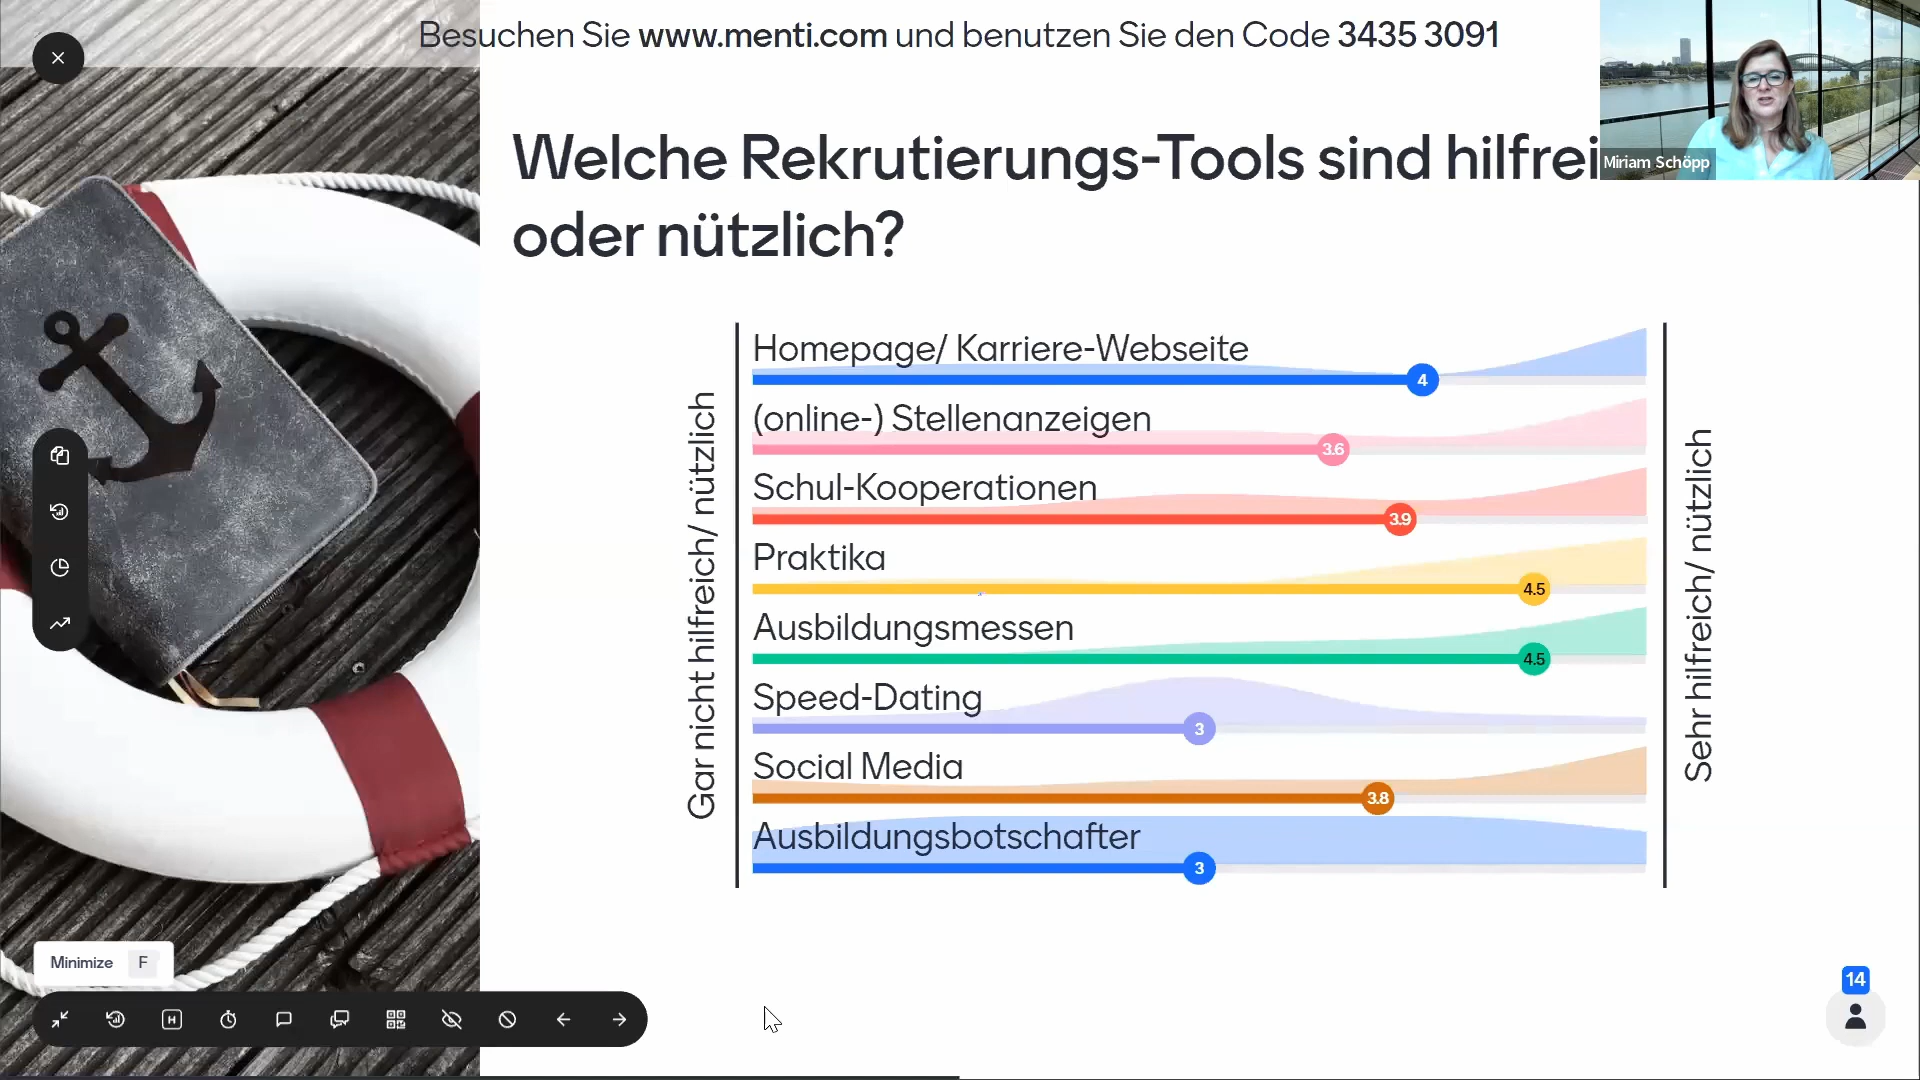 Besuchen Sie www.menti.com und benutzen Sie den Code 3435 3091
Miriam Schöpp
Welche Rekrutierungs-Tools sind hilfrei
oder nützlich?
Gar nicht hilfreich/ nützlich
Homepage/ Karriere-Webseite
4
(online-) Stellenanzeigen
3.6
Schul-Kooperationen
3.9
Praktika
4.5
Ausbildungsmessen
4.5
Speed-Dating
3
Social Media
3.8
Ausbildungsbotschafter
3
Sehr hilfreich/ nützlich
Minimize F
H
14